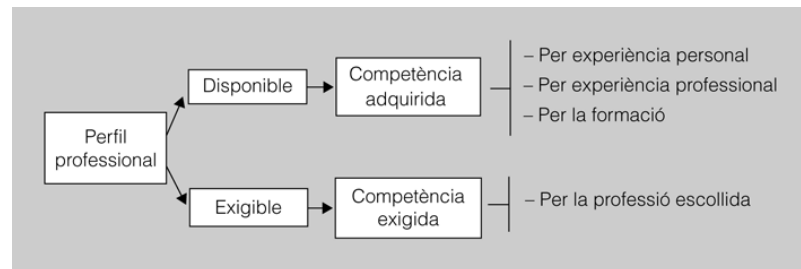 Perfil
professional
Disponible
Competència
adquirida
– Per experiència personal
– Per experiència professional
– Per la formació
Exigible
Competència
exigida
– Per la professió escollida